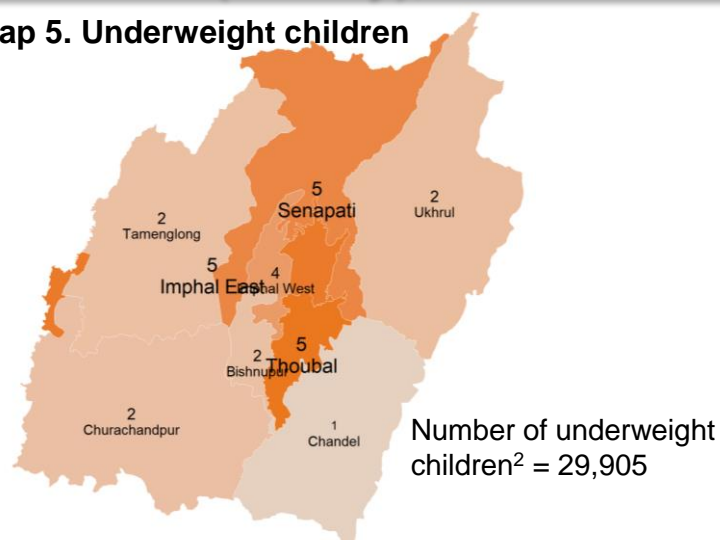 ap 5. Underweight children
5
Senapati
2
Ukhrul
2
Tamenglong
5
Imphal East
4
Imphal West
2
Bishnupur
5
Thoubal
2
Churachandpur
1
Chandel
Number of underweight
children² = 29,905